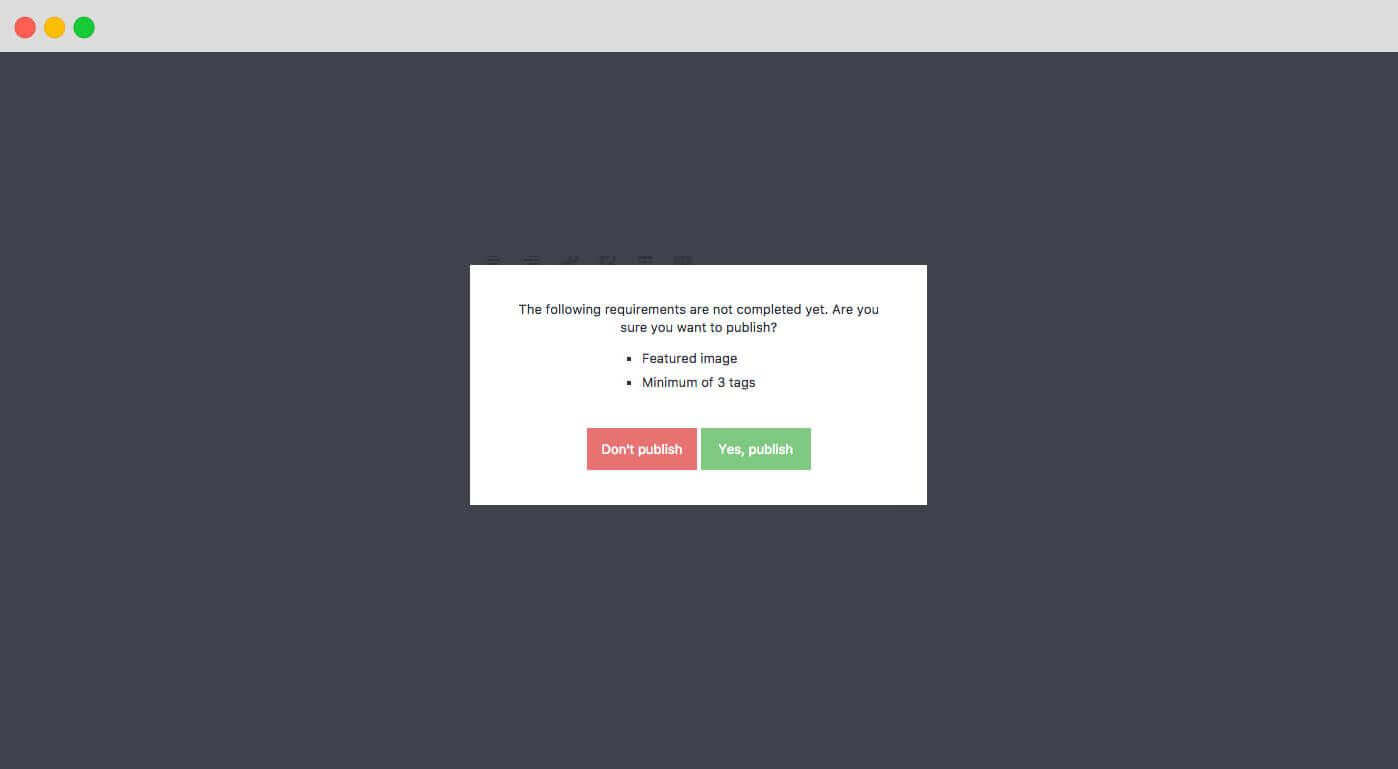 The following requirements are not completed yet. Are you
sure you want to publish?
▪ Featured image
▪ Minimum of 3 tags
Don't publish
Yes, publish